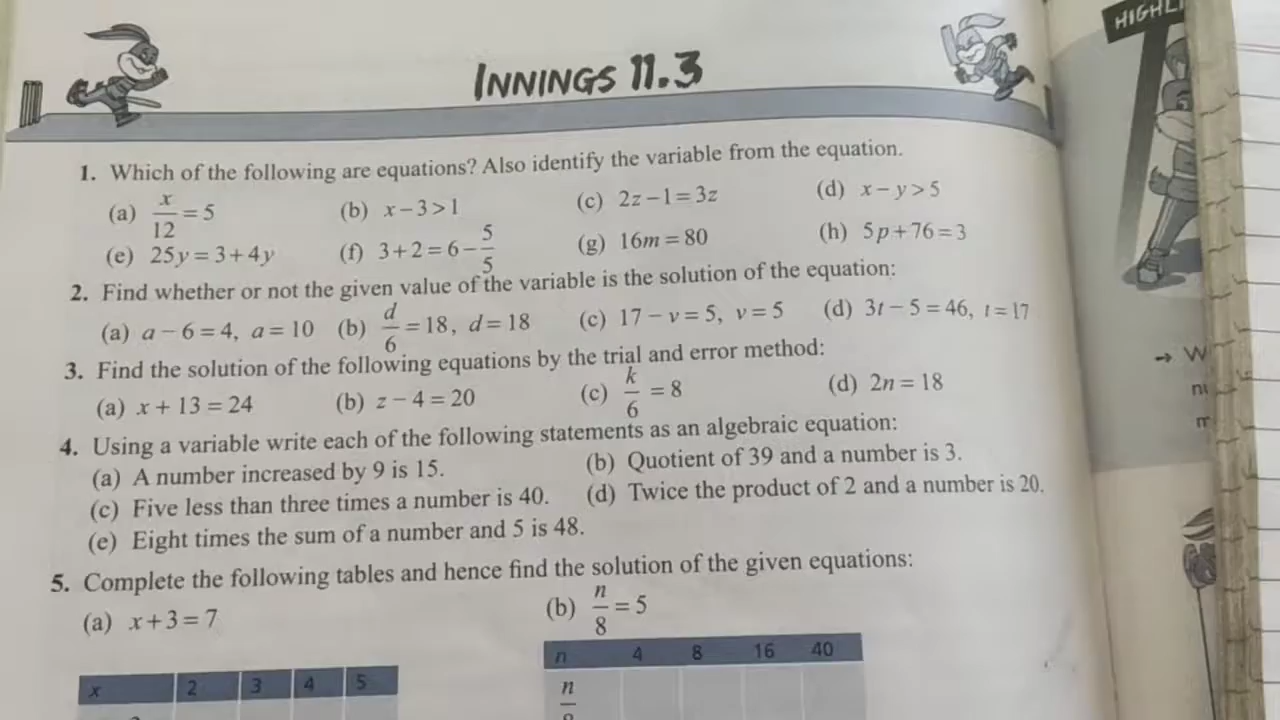 INNINGS 11.3
HIGHLI
1. Which of the following are equations? Also identify the variable from the equation.
(a) x/12 = 5 (b) x − 3 > 1 (c) 2z − 1 = 3z (d) x − y > 5
(e) 25y = 3 + 4y (f) 3 + 2 = 6 − 5/5 (g) 16m = 80 (h) 5p + 76 = 3
2. Find whether or not the given value of the variable is the solution of the equation:
(a) a − 6 = 4, a = 10 (b) d/6 = 18, d = 18 (c) 17 − v = 5, v = 5 (d) 3t − 5 = 46, t = 17
3. Find the solution of the following equations by the trial and error method:
(a) x + 13 = 24 (b) z − 4 = 20 (c) k/6 = 8 (d) 2n = 18
4. Using a variable write each of the following statements as an algebraic equation:
(a) A number increased by 9 is 15. (b) Quotient of 39 and a number is 3.
(c) Five less than three times a number is 40. (d) Twice the product of 2 and a number is 20.
(e) Eight times the sum of a number and 5 is 48.
5. Complete the following tables and hence find the solution of the given equations:
(a) x + 3 = 7 (b) n/8 = 5
x 2 3 4 5
n 4 8 16 40
n
→ W